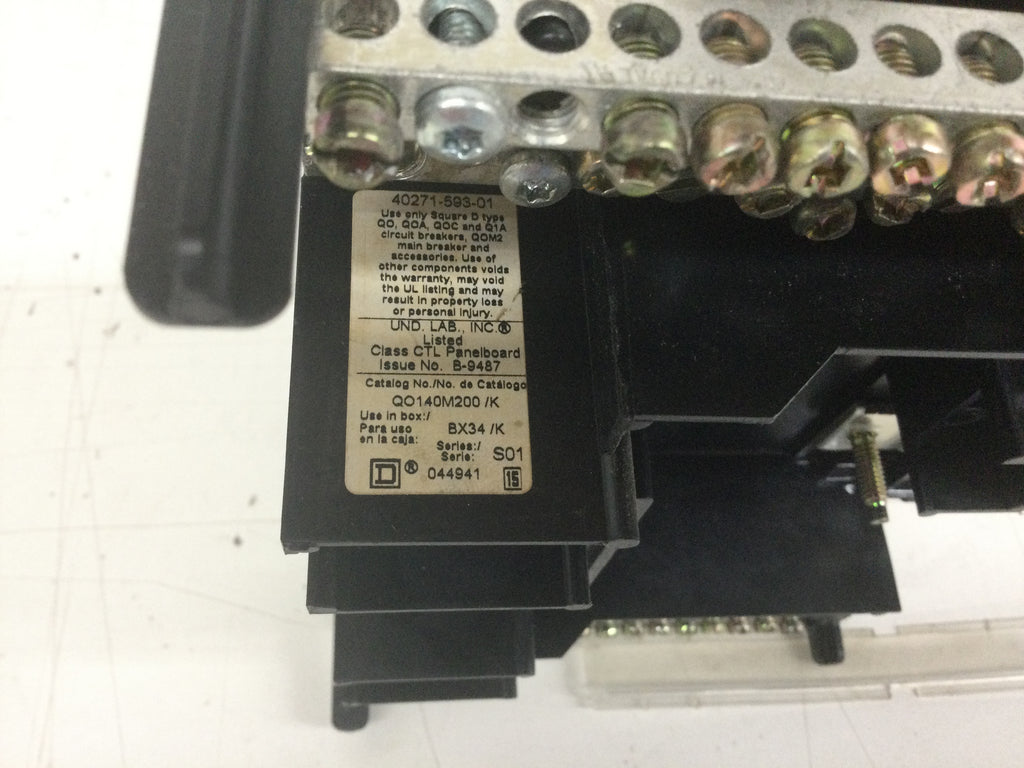 40271-593-01
Use only Square D type
QO, QOA, QOC and Q1A
circuit breakers, QOM2
main breaker and
accessories. Use of
other components voids
the warranty, may void
the UL listing and may
result in property loss
or personal injury.
UND. LAB., INC.®
Listed
Class CTL Panelboard
Issue No. B-9487
Catalog No./No. de Catálogo
QO140M200 /K
Use in box:/
Para uso
en la caja:
BX34 /K
Series:/
Serie:
S01
D ® 044941 15